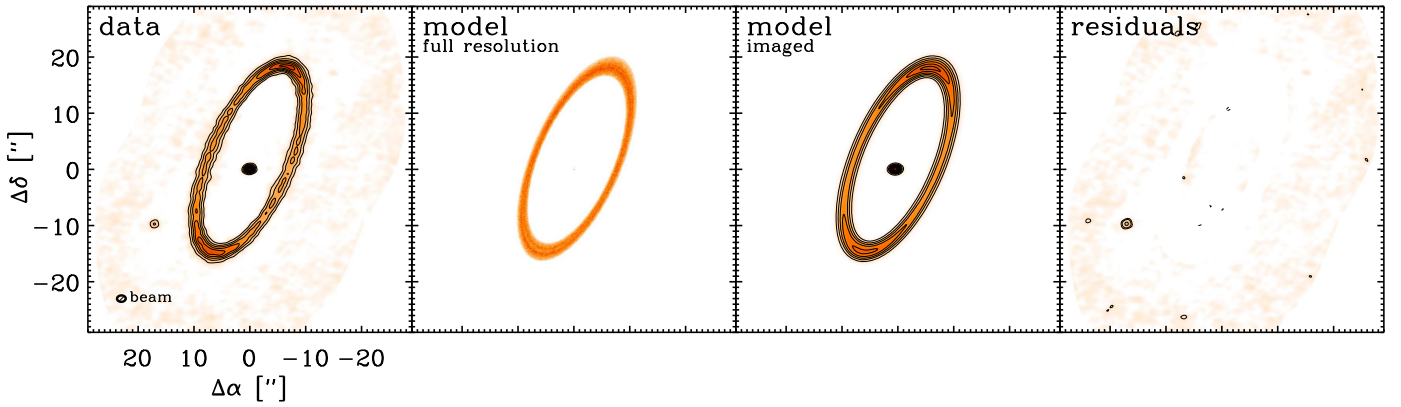 data
model
full resolution
model
imaged
residuals
20
10
0
−10
−20
Δδ ["]
beam
20 10 0 −10 −20
Δα ["]